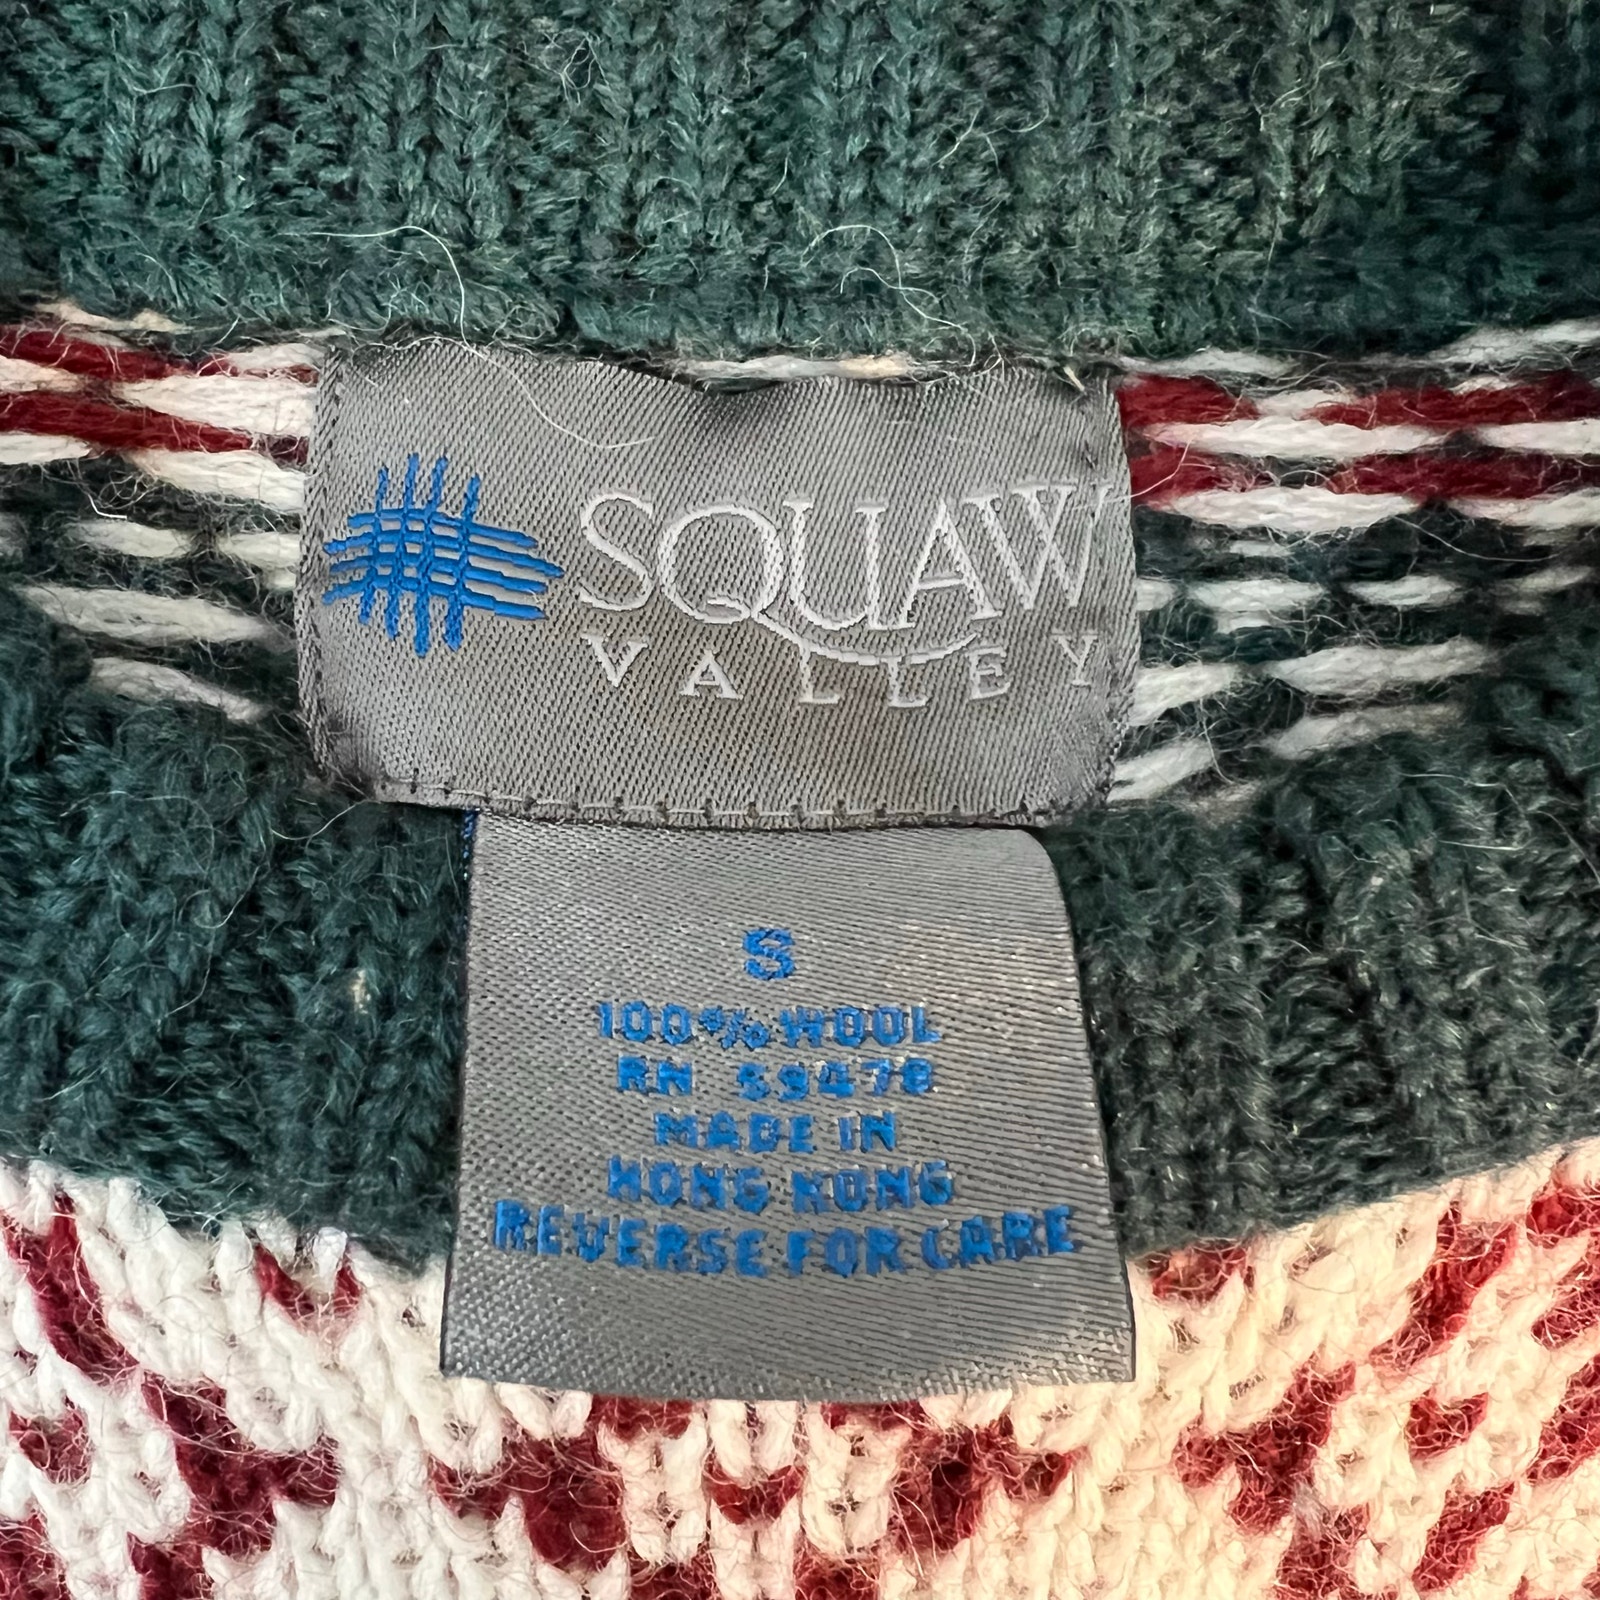 SQUAW
VALLEY
S
100% WOOL
RN 59478
MADE IN
HONG KONG
REVERSE FOR CARE